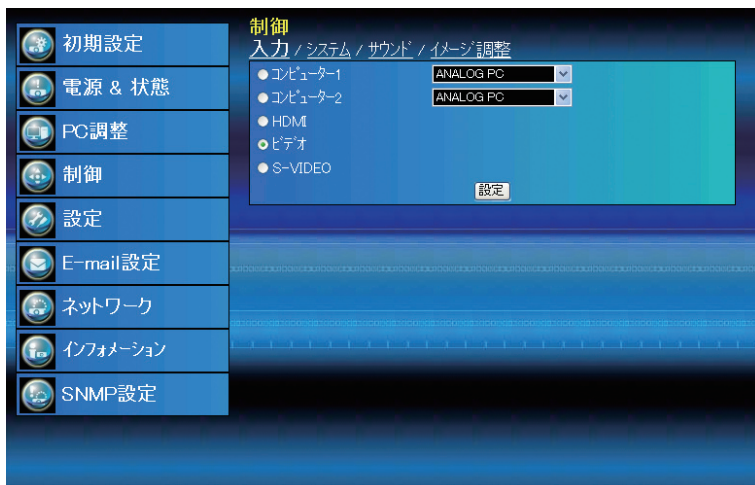 初期設定
電源 & 状態
PC調整
制御
設定
E-mail設定
ネットワーク
インフォメーション
SNMP設定
制御
入力 / システム / サウンド / イメージ調整
コンピューター1 ANALOG PC
コンピューター2 ANALOG PC
HDMI
ビデオ
S-VIDEO
設定